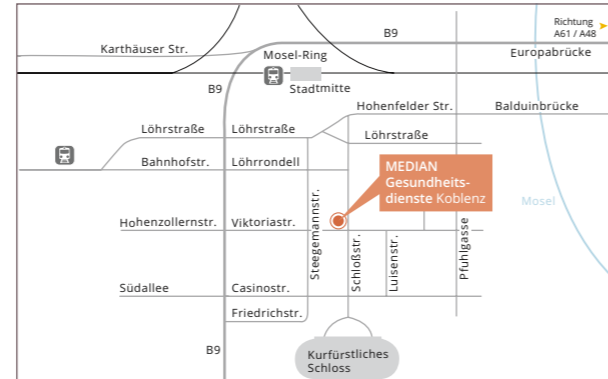 Richtung
A61 / A48
B9
Karthäuser Str.
Mosel-Ring
Europabrücke
B9
Stadtmitte
Hohenfelder Str.
Balduinbrücke
Löhrstraße
Löhrstraße
Löhrstraße
Bahnhofstr.
Löhrrondell
MEDIAN
Gesundheits-
dienste Koblenz
Mosel
Hohenzollernstr.
Viktoriastr.
Steegemannstr.
Schloßstr.
Luisenstr.
Pfuhlgasse
Südallee
Casinostr.
Friedrichstr.
B9
Kurfürstliches
Schloss